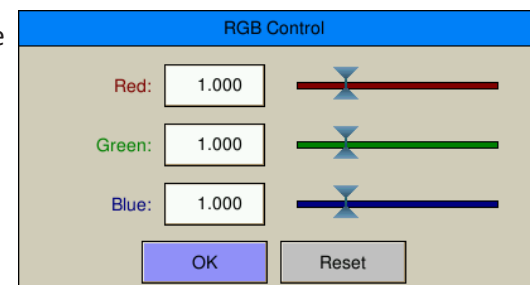 RGB Control
e
Red: 1.000
Green: 1.000
Blue: 1.000
OK Reset